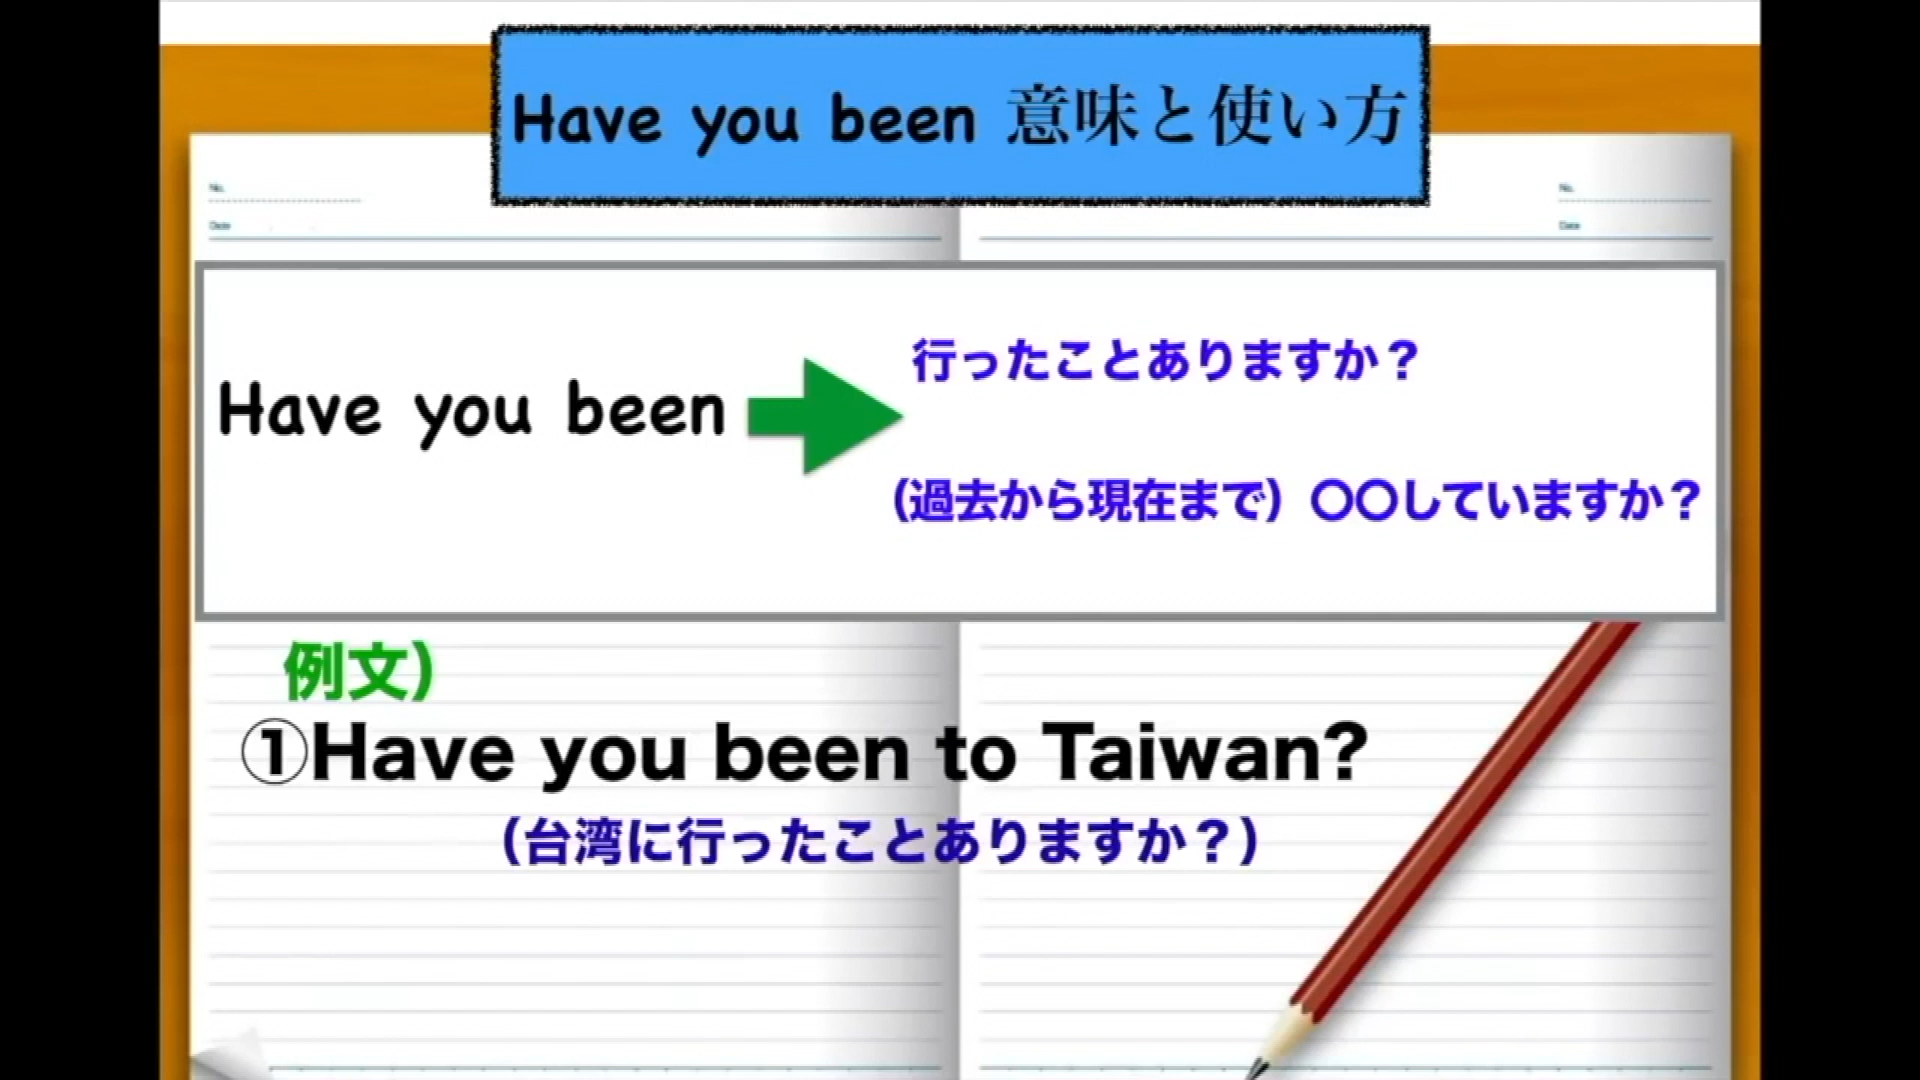 Have you been 意味と使い方
No.
Date
No.
Date
Have you been
行ったことありますか？
（過去から現在まで）〇〇していますか？
例文）
①Have you been to Taiwan?
（台湾に行ったことありますか？）